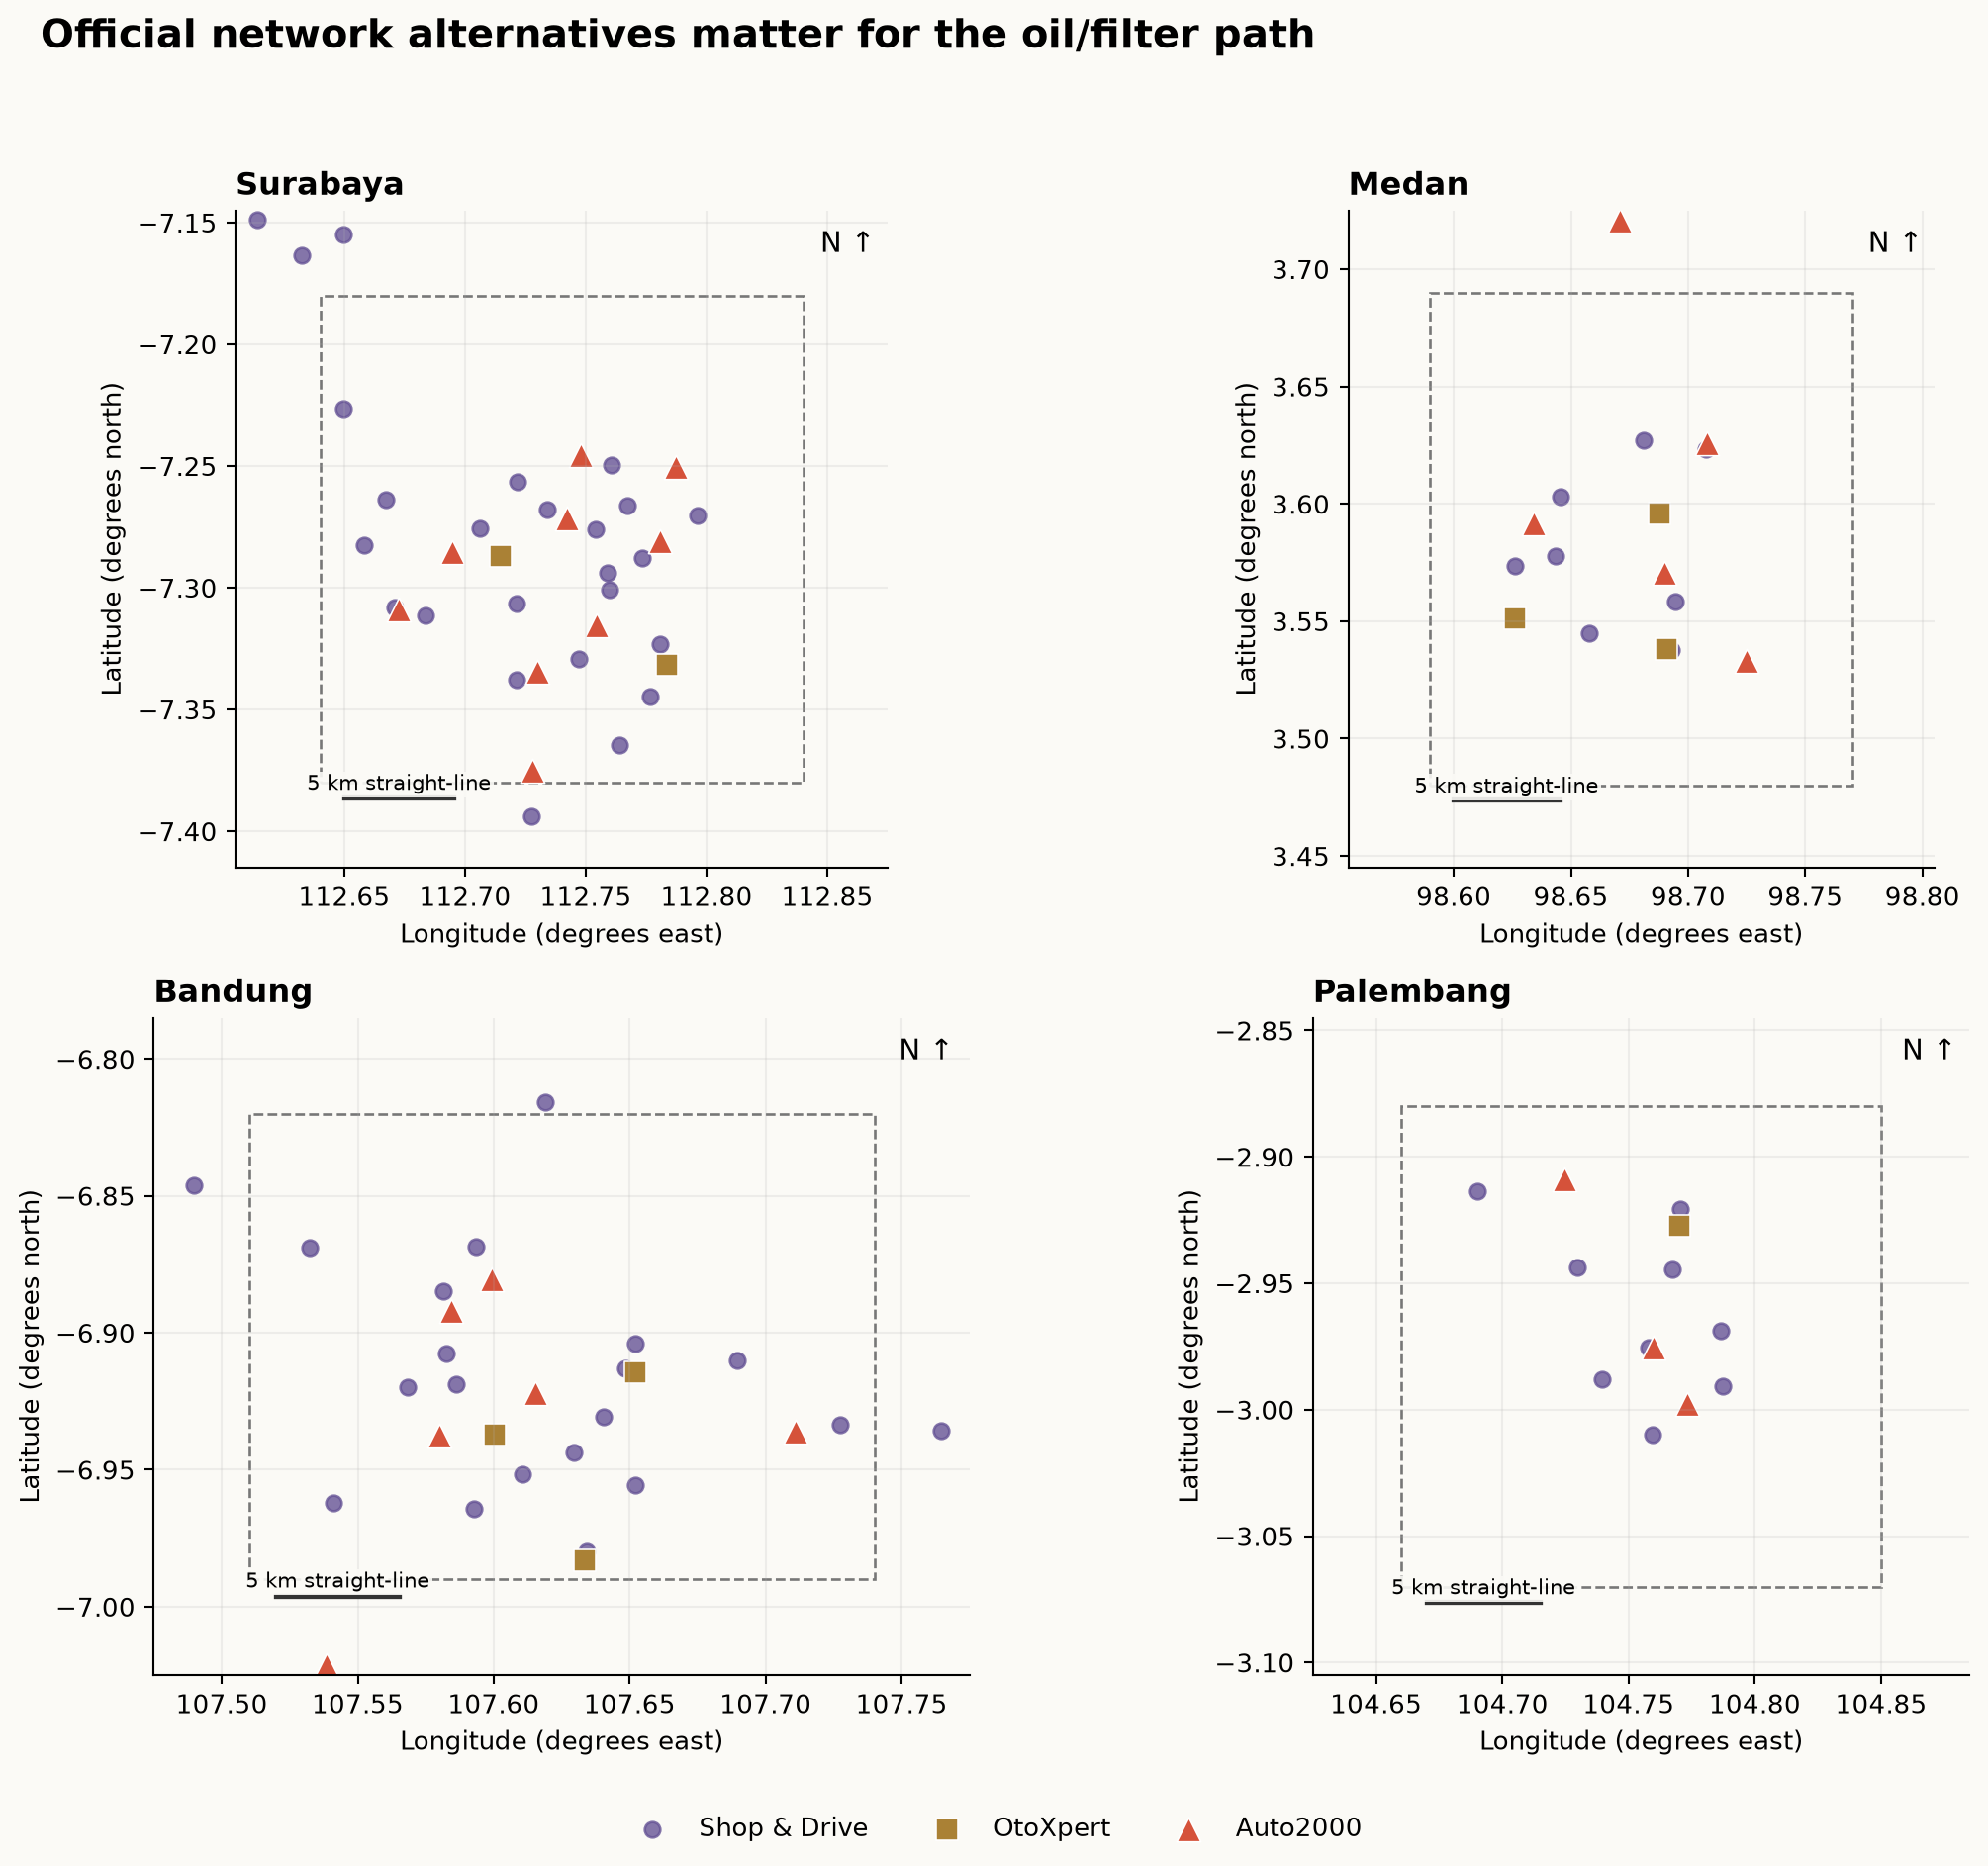 Official network alternatives matter for the oil/filter path
Surabaya
N ↑
−7.15
−7.20
−7.25
−7.30
−7.35
−7.40
Latitude (degrees north)
5 km straight-line
112.65 112.70 112.75 112.80 112.85
Longitude (degrees east)
Medan
N ↑
3.70
3.65
3.60
3.55
3.50
3.45
Latitude (degrees north)
5 km straight-line
98.60 98.65 98.70 98.75 98.80
Longitude (degrees east)
Bandung
N ↑
−6.80
−6.85
−6.90
−6.95
−7.00
Latitude (degrees north)
5 km straight-line
107.50 107.55 107.60 107.65 107.70 107.75
Longitude (degrees east)
Palembang
N ↑
−2.85
−2.90
−2.95
−3.00
−3.05
−3.10
Latitude (degrees north)
5 km straight-line
104.65 104.70 104.75 104.80 104.85
Longitude (degrees east)
Shop & Drive OtoXpert Auto2000